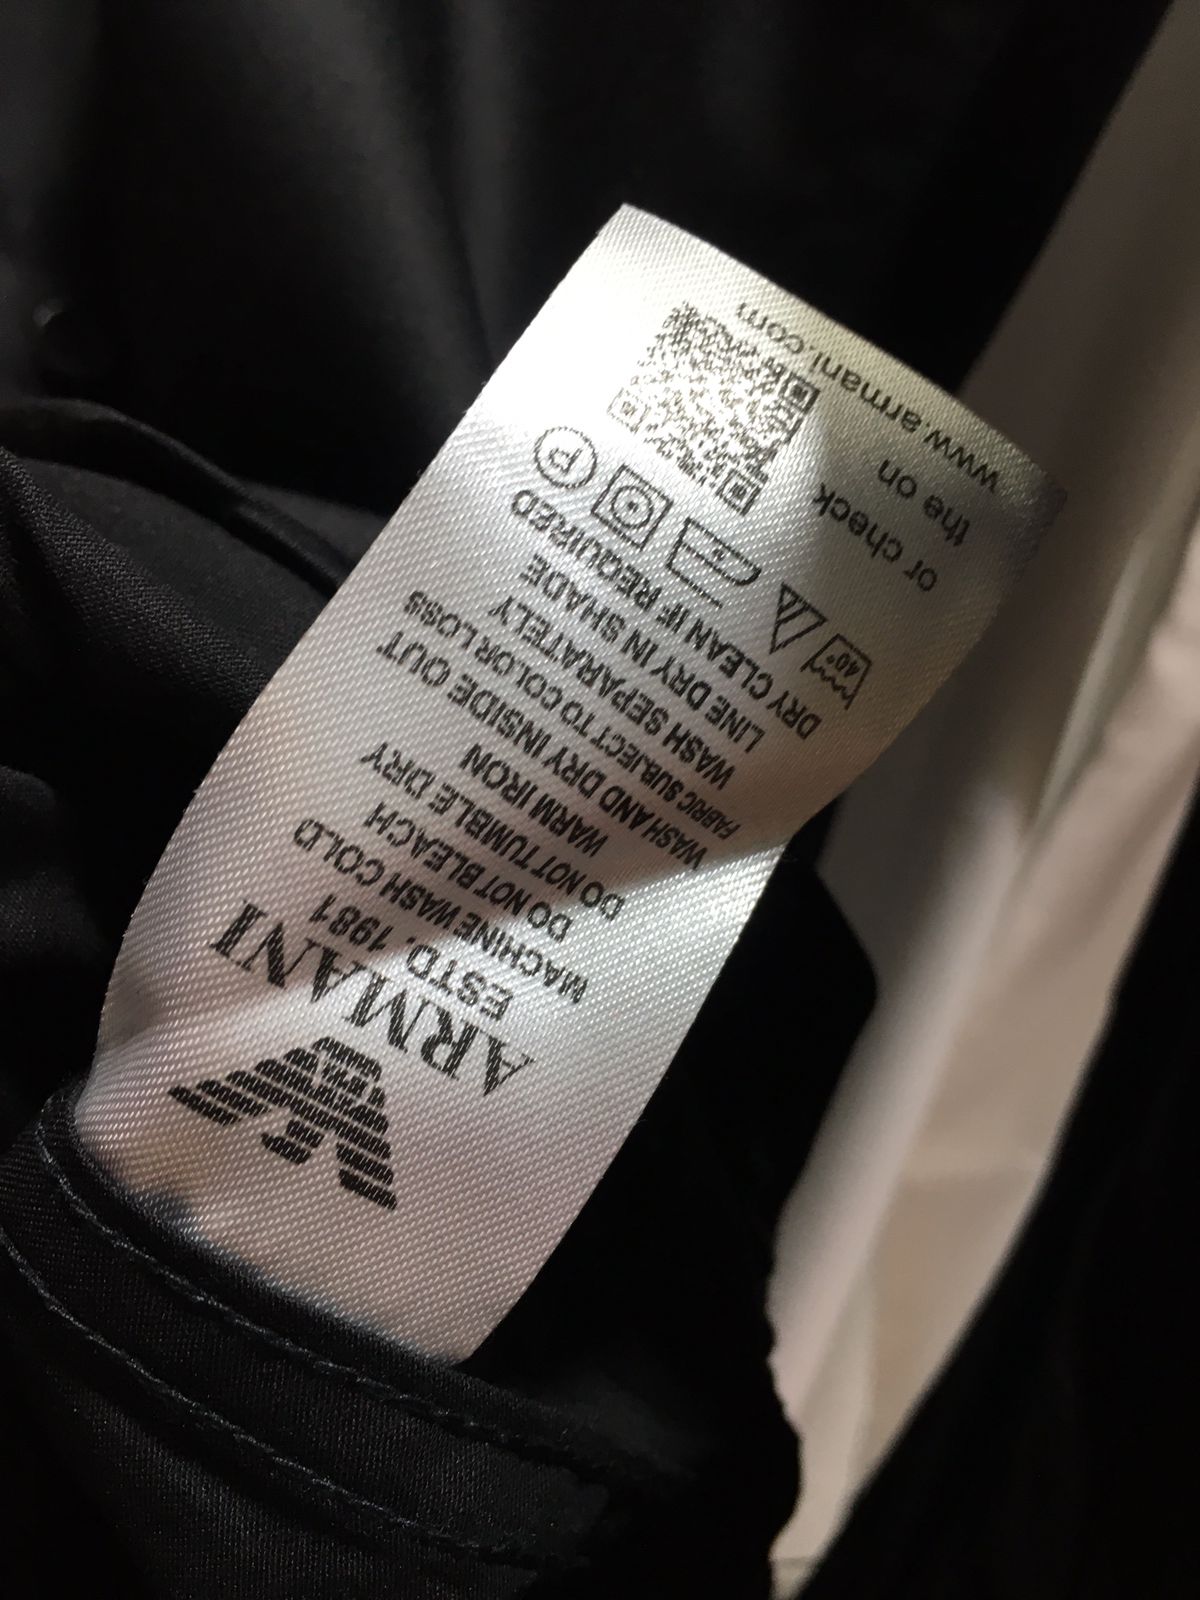 ARMANI
ESTD. 1981
MACHINE WASH COLD
DO NOT BLEACH
DO NOT TUMBLE DRY
WARM IRON
WASH AND DRY INSIDE OUT
FABRIC SUBJECT TO COLOR LOSS
WASH SEPARATELY
LINE DRY IN SHADE
DRY CLEAN IF REQUIRED
40° P
or check
the on
www.armani.com